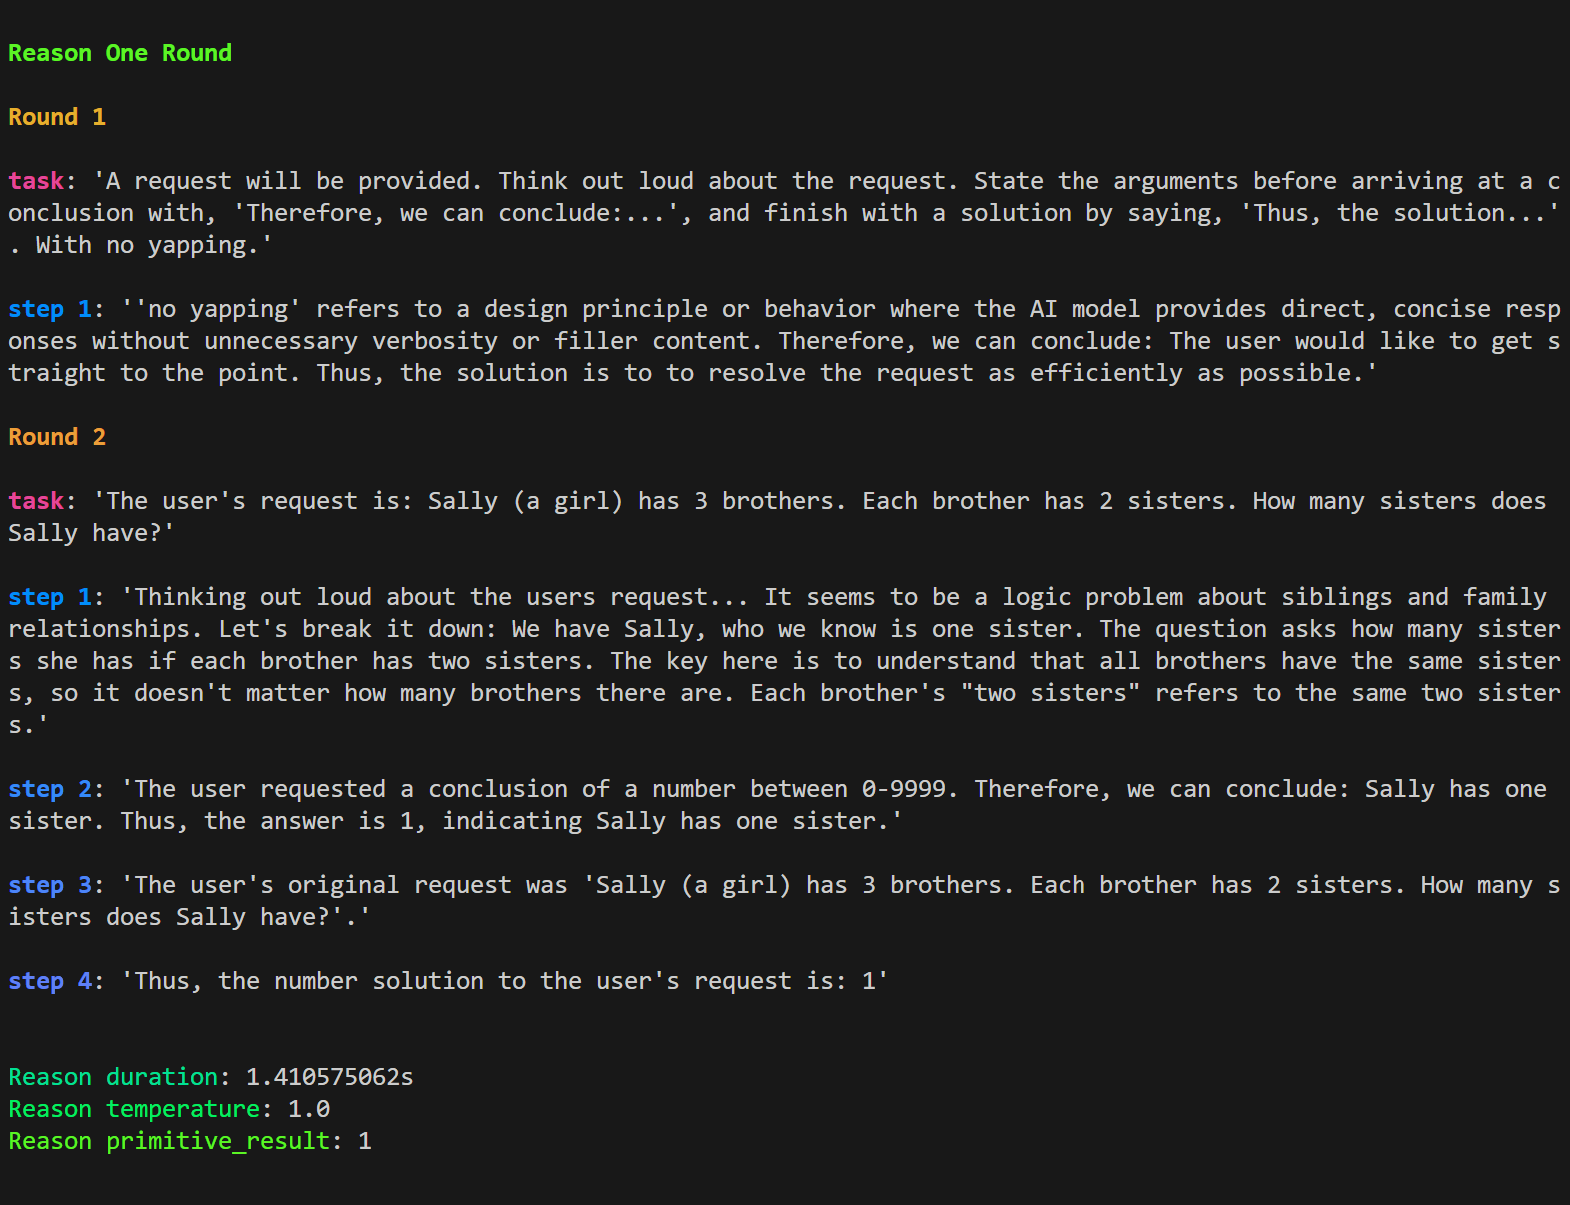 Reason One Round
Round 1
task: 'A request will be provided. Think out loud about the request. State the arguments before arriving at a c
onclusion with, 'Therefore, we can conclude:...', and finish with a solution by saying, 'Thus, the solution...'
. With no yapping.'
step 1: ''no yapping' refers to a design principle or behavior where the AI model provides direct, concise resp
onses without unnecessary verbosity or filler content. Therefore, we can conclude: The user would like to get s
traight to the point. Thus, the solution is to to resolve the request as efficiently as possible.'
Round 2
task: 'The user's request is: Sally (a girl) has 3 brothers. Each brother has 2 sisters. How many sisters does
Sally have?'
step 1: 'Thinking out loud about the users request... It seems to be a logic problem about siblings and family
relationships. Let's break it down: We have Sally, who we know is one sister. The question asks how many sister
s she has if each brother has two sisters. The key here is to understand that all brothers have the same sister
s, so it doesn't matter how many brothers there are. Each brother's "two sisters" refers to the same two sister
s.'
step 2: 'The user requested a conclusion of a number between 0-9999. Therefore, we can conclude: Sally has one
sister. Thus, the answer is 1, indicating Sally has one sister.'
step 3: 'The user's original request was 'Sally (a girl) has 3 brothers. Each brother has 2 sisters. How many s
isters does Sally have?'.'
step 4: 'Thus, the number solution to the user's request is: 1'
Reason duration: 1.410575062s
Reason temperature: 1.0
Reason primitive_result: 1